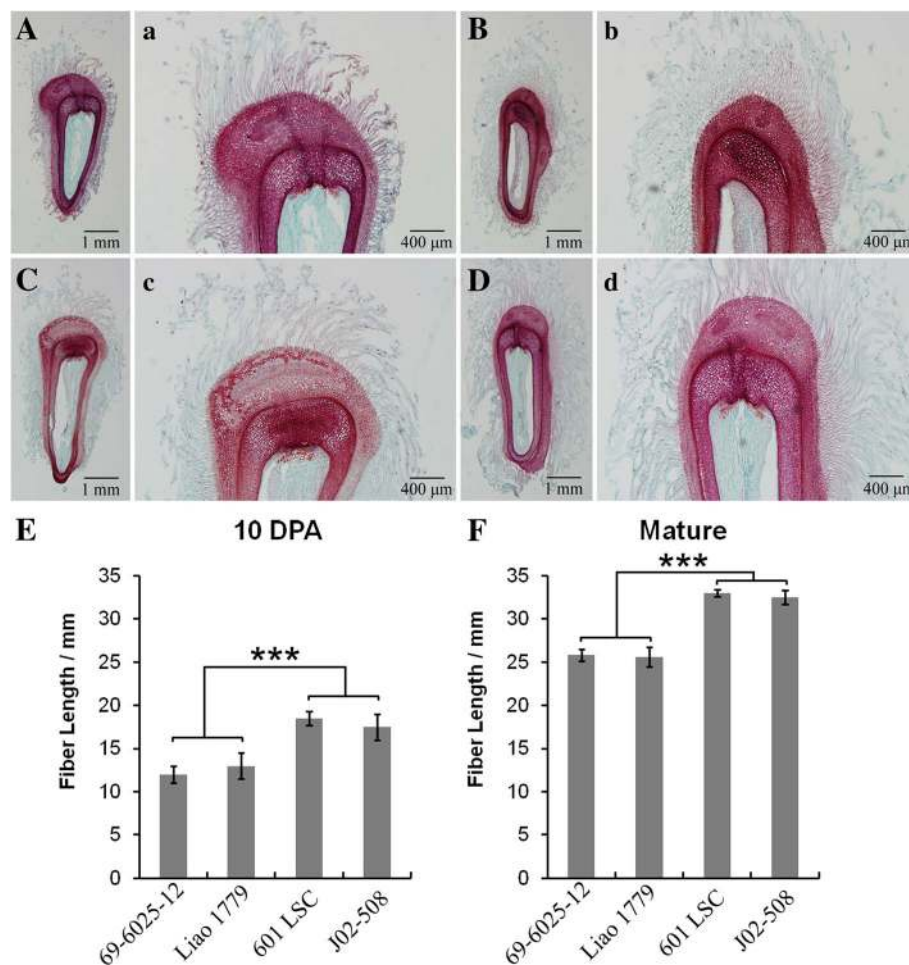 A
a
B
b
1 mm
400 μm
1 mm
400 μm
C
c
D
d
1 mm
400 μm
1 mm
400 μm
E
10 DPA
F
Mature
35
30
25
20
15
10
5
0
Fiber Length / mm
***
69-6025-12
Liao 1779
601 LSC
J02-508
35
30
25
20
15
10
5
0
Fiber Length / mm
***
69-6025-12
Liao 1779
601 LSC
J02-508